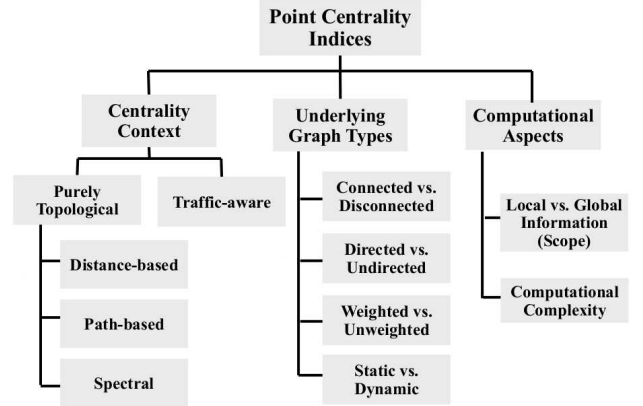 Point Centrality
Indices
Centrality
Context
Underlying
Graph Types
Computational
Aspects
Purely
Topological
Traffic-aware
Distance-based
Path-based
Spectral
Connected vs.
Disconnected
Directed vs.
Undirected
Weighted vs.
Unweighted
Static vs.
Dynamic
Local vs. Global
Information
(Scope)
Computational
Complexity